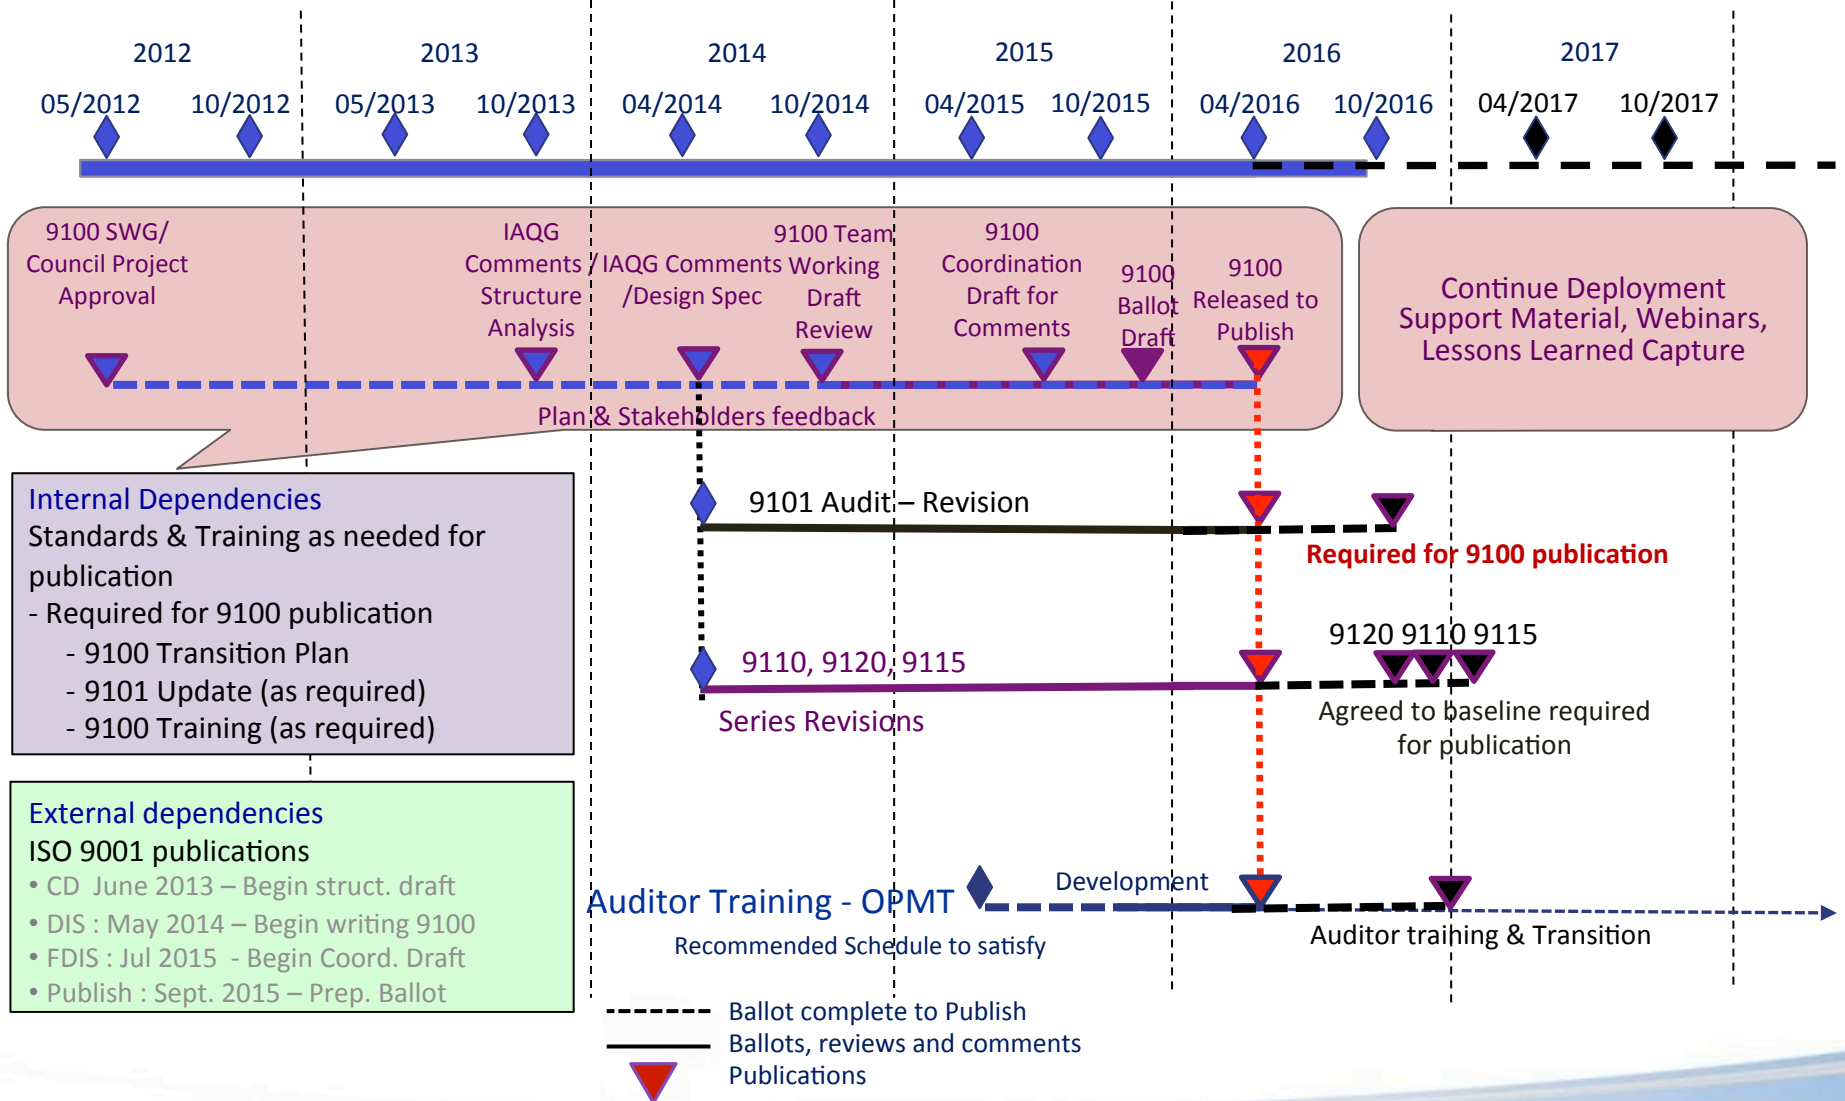 2012
2013
2014
2015
2016
2017
05/2012
10/2012
05/2013
10/2013
04/2014
10/2014
04/2015
10/2015
04/2016
10/2016
04/2017
10/2017
9100 SWG/
Council Project
Approval
IAQG
Comments /
Structure
Analysis
IAQG Comments
/Design Spec
9100 Team
Working
Draft
Review
9100
Coordination
Draft for
Comments
9100
Ballot
Draft
9100
Released to
Publish
Plan & Stakeholders feedback
Continue Deployment
Support Material, Webinars,
Lessons Learned Capture
Internal Dependencies
Standards & Training as needed for
publication
- Required for 9100 publication
- 9100 Transition Plan
- 9101 Update (as required)
- 9100 Training (as required)
9101 Audit – Revision
Required for 9100 publication
9110, 9120, 9115
Series Revisions
9120 9110 9115
Agreed to baseline required
for publication
External dependencies
ISO 9001 publications
• CD June 2013 – Begin struct. draft
• DIS : May 2014 – Begin writing 9100
• FDIS : Jul 2015 - Begin Coord. Draft
• Publish : Sept. 2015 – Prep. Ballot
Auditor Training - OPMT
Development
Recommended Schedule to satisfy
Auditor training & Transition
Ballot complete to Publish
Ballots, reviews and comments
Publications